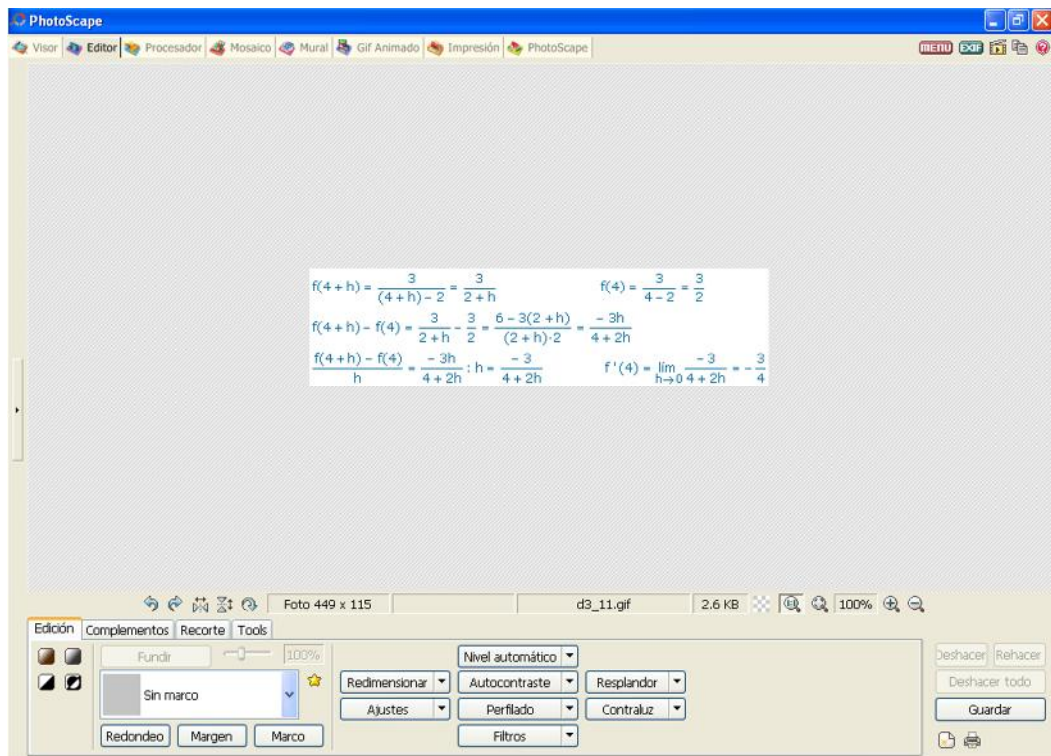 PhotoScape
Visor Editor Procesador Mosaico Mural Gif Animado Impresión PhotoScape MENU EXIF
f(4 + h) = 3/((4 + h) − 2) = 3/(2 + h) f(4) = 3/(4 − 2) = 3/2
f(4 + h) − f(4) = 3/(2 + h) − 3/2 = (6 − 3(2 + h))/((2 + h)·2) = −3h/(4 + 2h)
(f(4 + h) − f(4))/h = −3h/(4 + 2h) : h = −3/(4 + 2h) f '(4) = lím h→0 −3/(4 + 2h) = −3/4
Foto 449 x 115 d3_11.gif 2.6 KB 100%
Edición Complementos Recorte Tools
Fundir 100% Nivel automático Deshacer Rehacer
Sin marco Redimensionar Autocontraste Resplandor Deshacer todo
Ajustes Perfilado Contraluz Guardar
Redondeo Margen Marco Filtros